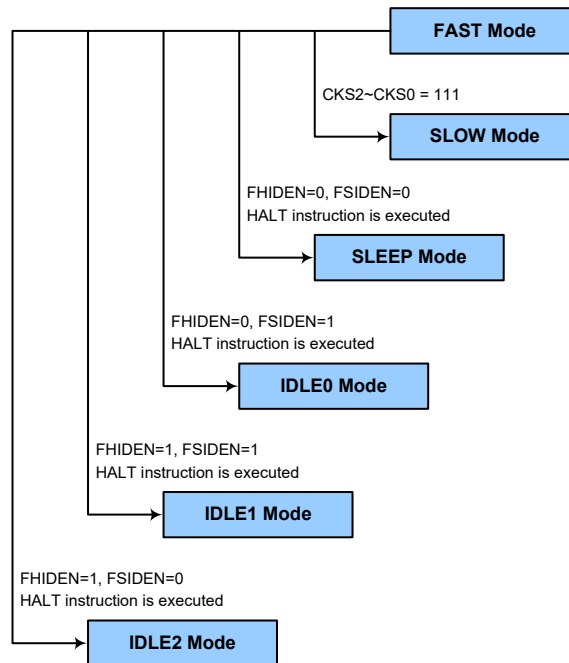 FAST Mode
CKS2~CKS0 = 111
SLOW Mode
FHIDEN=0, FSIDEN=0
HALT instruction is executed
SLEEP Mode
FHIDEN=0, FSIDEN=1
HALT instruction is executed
IDLE0 Mode
FHIDEN=1, FSIDEN=1
HALT instruction is executed
IDLE1 Mode
FHIDEN=1, FSIDEN=0
HALT instruction is executed
IDLE2 Mode